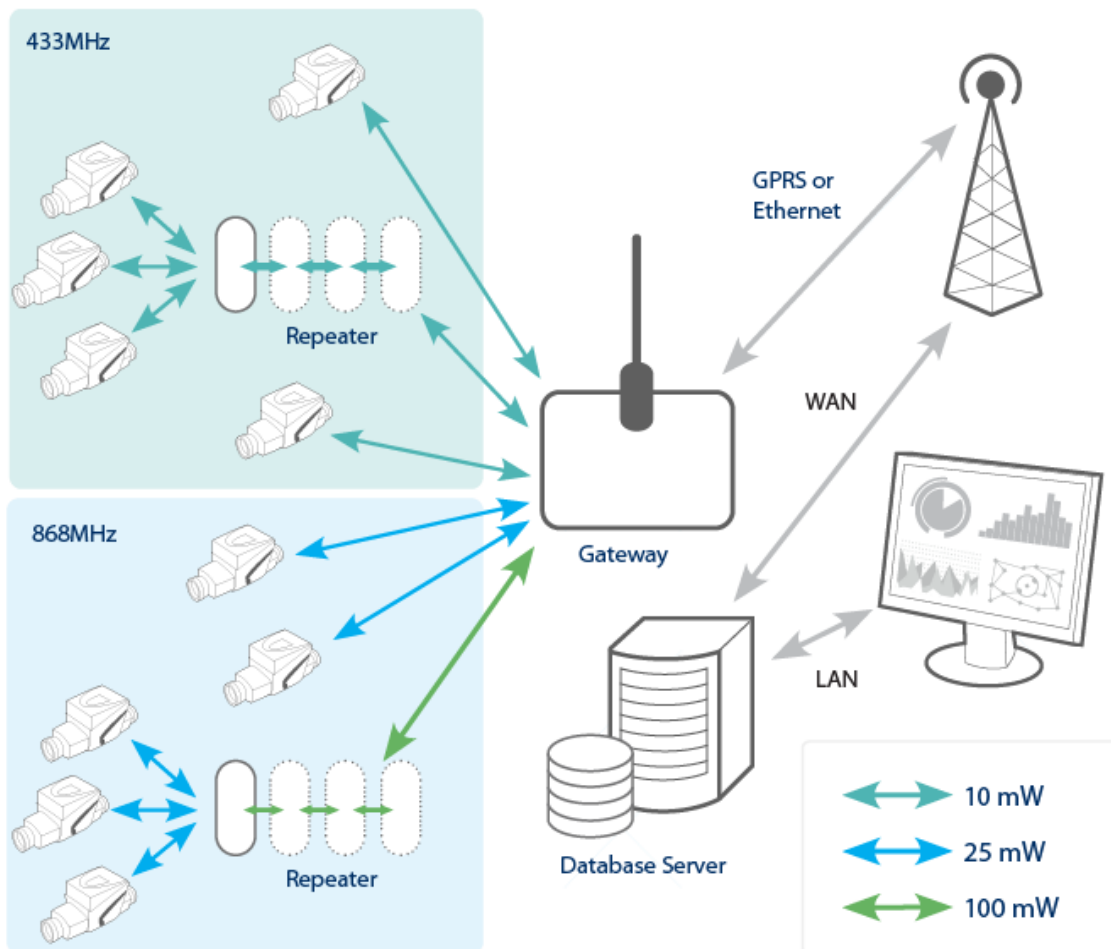 433MHz
Repeater
868MHz
Repeater
Gateway
GPRS or
Ethernet
WAN
LAN
Database Server
10 mW
25 mW
100 mW